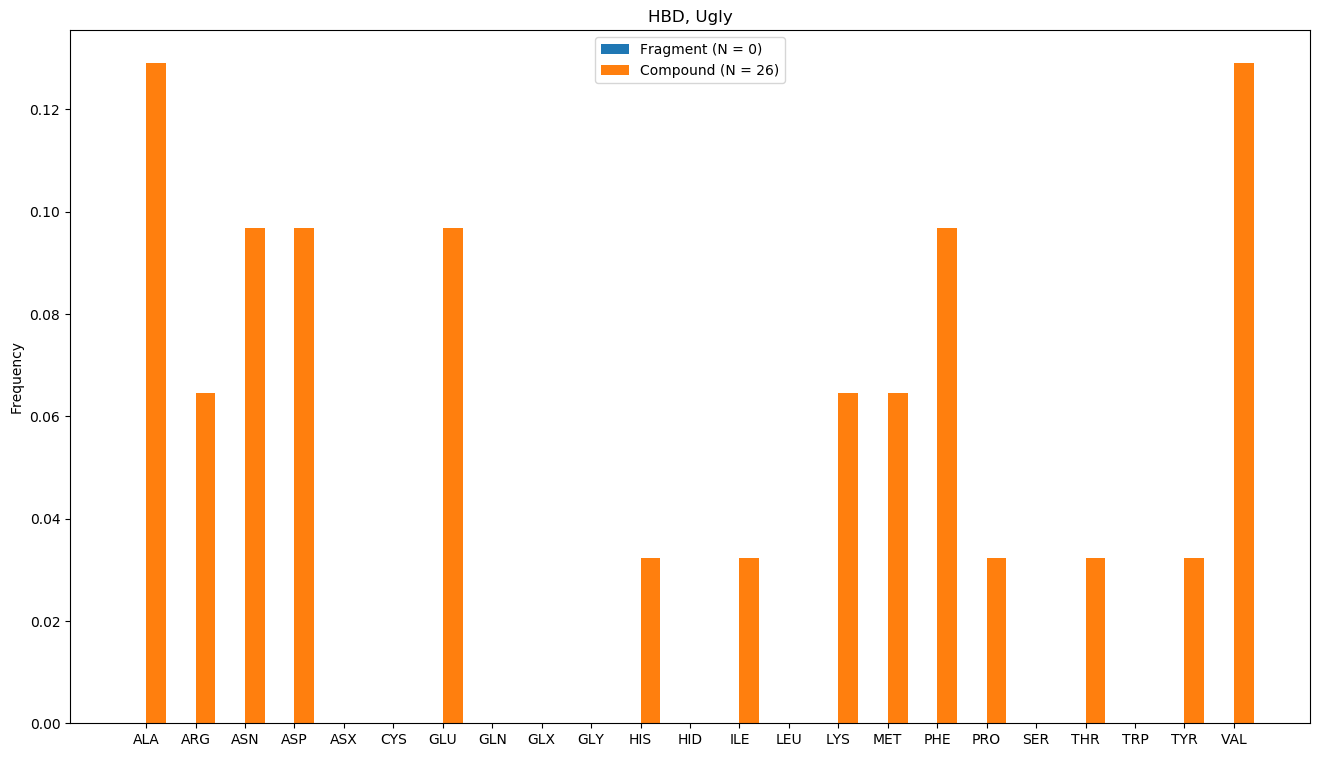 HBD, Ugly
Fragment (N = 0)
Compound (N = 26)
Frequency
0.12
0.10
0.08
0.06
0.04
0.02
0.00
ALA ARG ASN ASP ASX CYS GLU GLN GLX GLY HIS HID ILE LEU LYS MET PHE PRO SER THR TRP TYR VAL